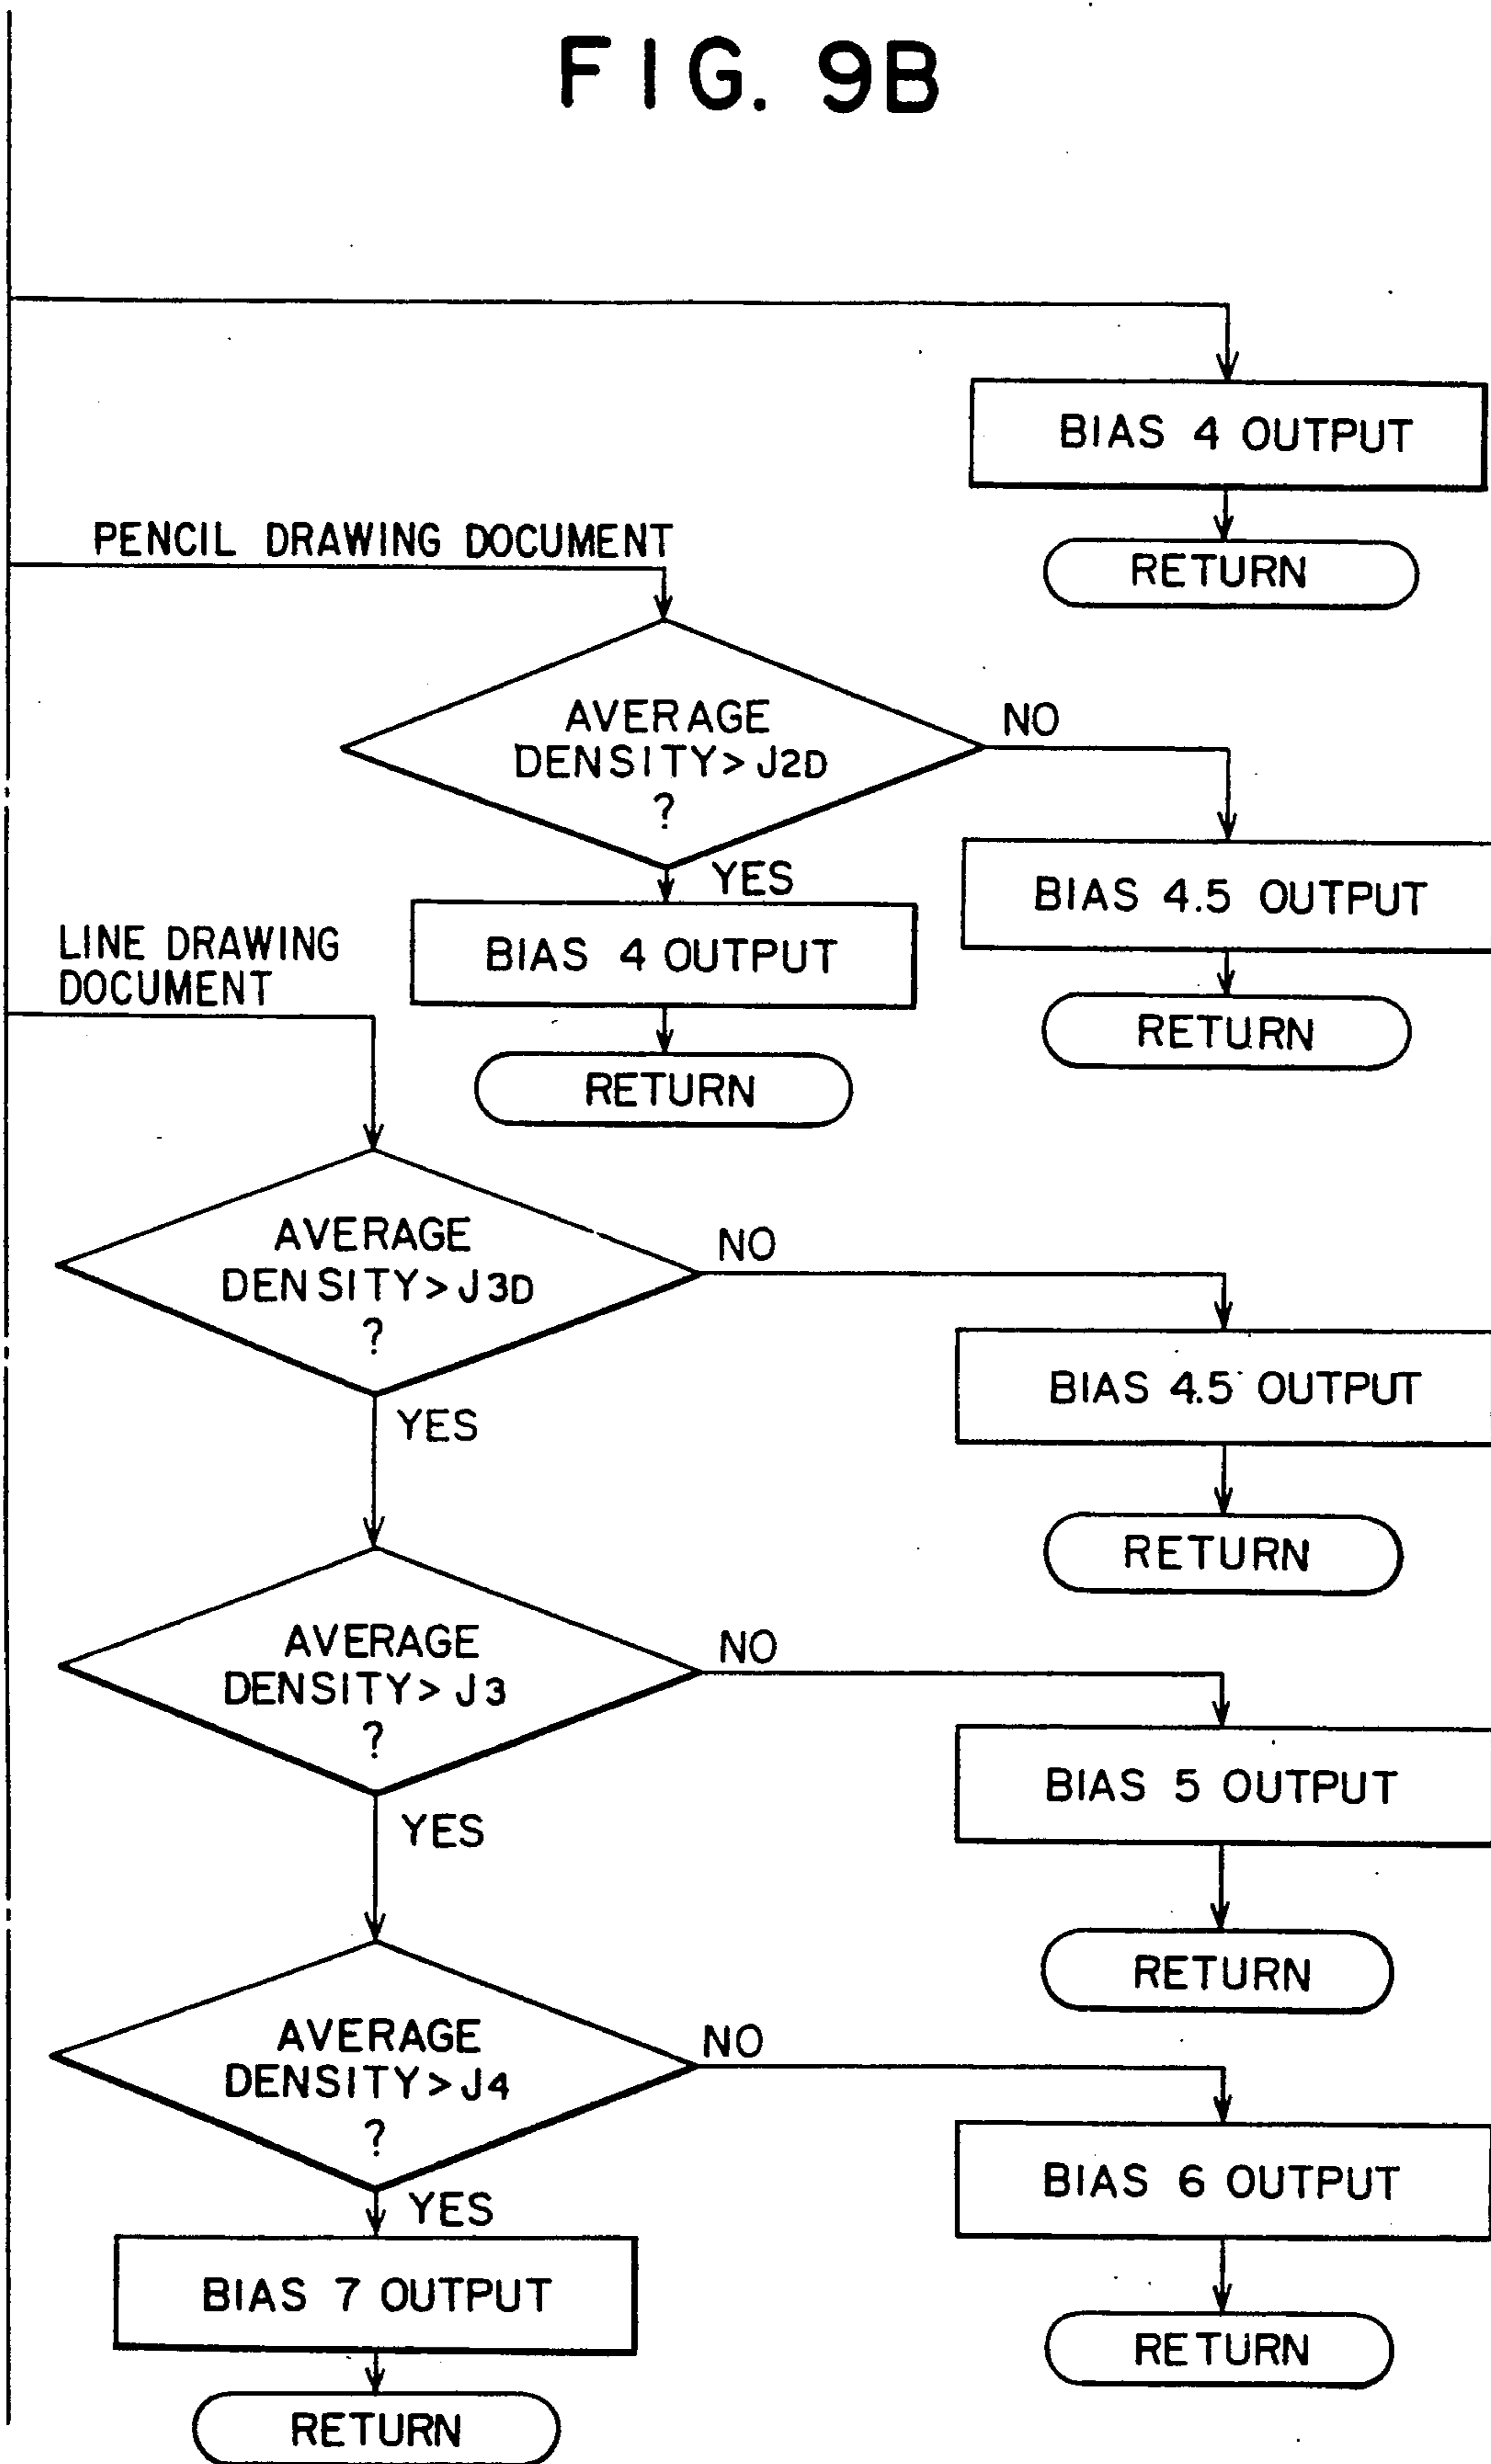 FIG. 9B
BIAS 4 OUTPUT
RETURN
PENCIL DRAWING DOCUMENT
AVERAGE
DENSITY> J2D
?
NO
YES
BIAS 4.5 OUTPUT
RETURN
BIAS 4 OUTPUT
RETURN
LINE DRAWING
DOCUMENT
AVERAGE
DENSITY> J3D
?
NO
YES
BIAS 4.5 OUTPUT
RETURN
AVERAGE
DENSITY> J3
?
NO
YES
BIAS 5 OUTPUT
RETURN
AVERAGE
DENSITY> J4
?
NO
YES
BIAS 6 OUTPUT
RETURN
BIAS 7 OUTPUT
RETURN